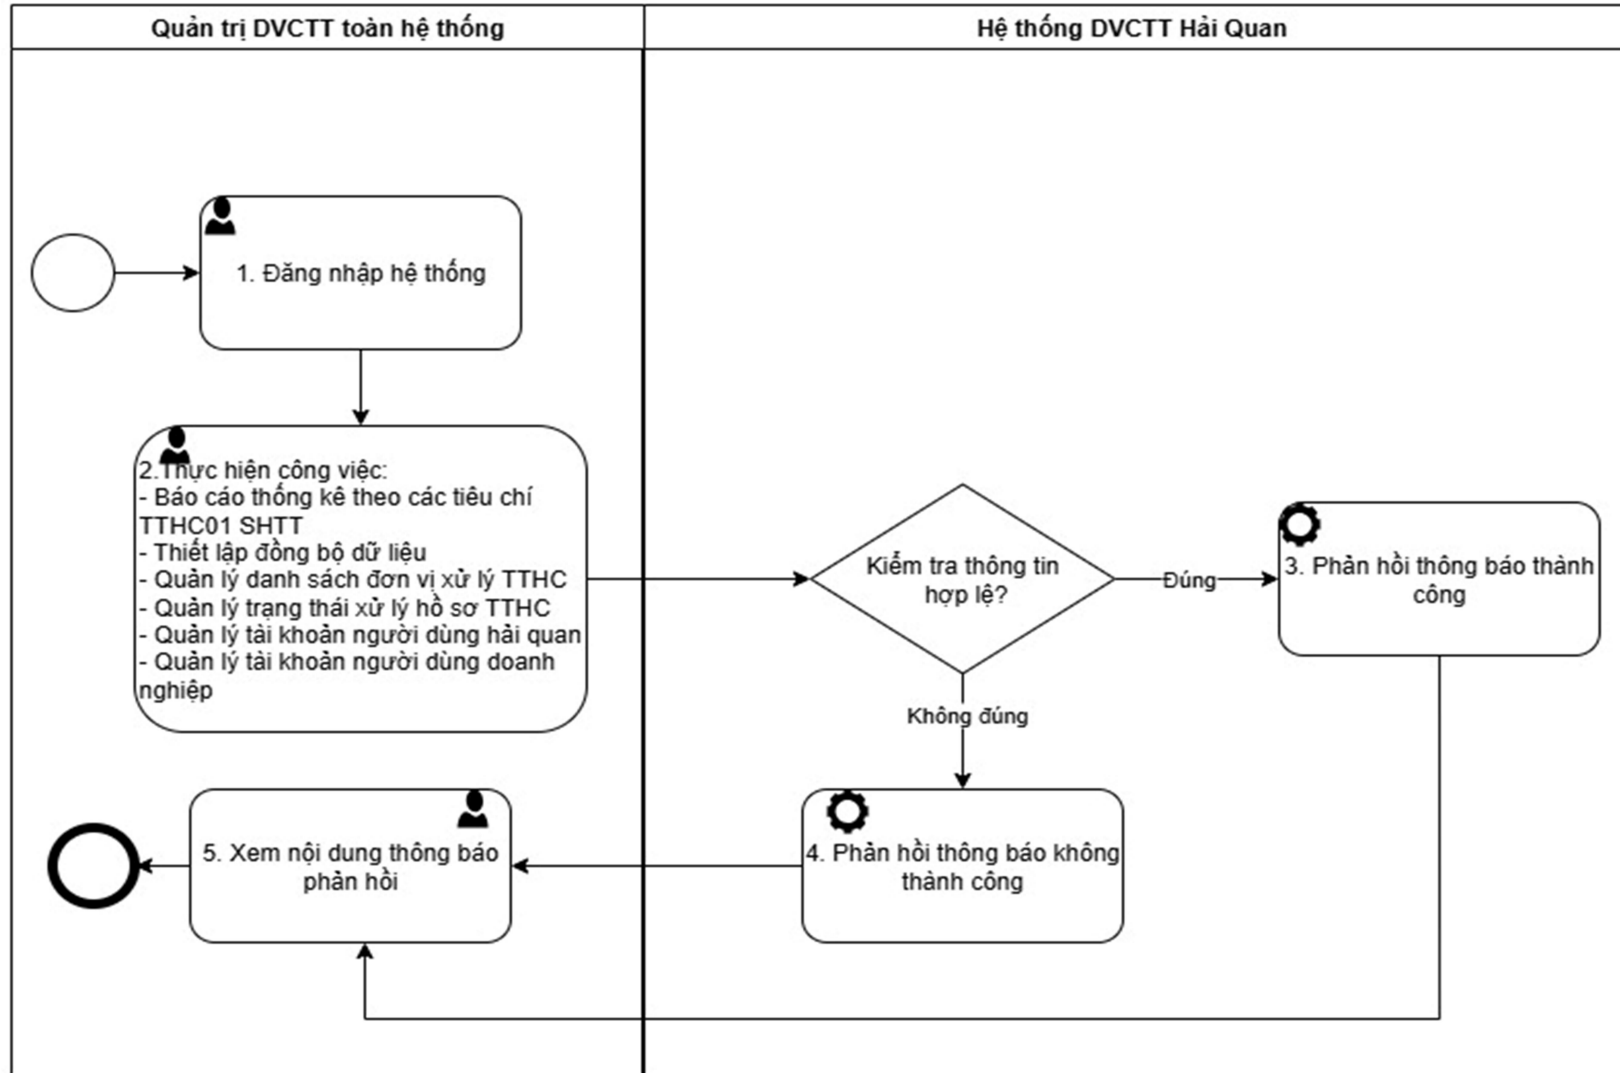 Quản trị DVCTT toàn hệ thống
Hệ thống DVCTT Hải Quan
1. Đăng nhập hệ thống
2.Thực hiện công việc:
- Báo cáo thống kê theo các tiêu chí
TTHC01 SHTT
- Thiết lập đồng bộ dữ liệu
- Quản lý danh sách đơn vị xử lý TTHC
- Quản lý trạng thái xử lý hồ sơ TTHC
- Quản lý tài khoản người dùng hải quan
- Quản lý tài khoản người dùng doanh
nghiệp
Kiểm tra thông tin
hợp lệ?
Đúng
3. Phản hồi thông báo thành
công
Không đúng
4. Phản hồi thông báo không
thành công
5. Xem nội dung thông báo
phản hồi